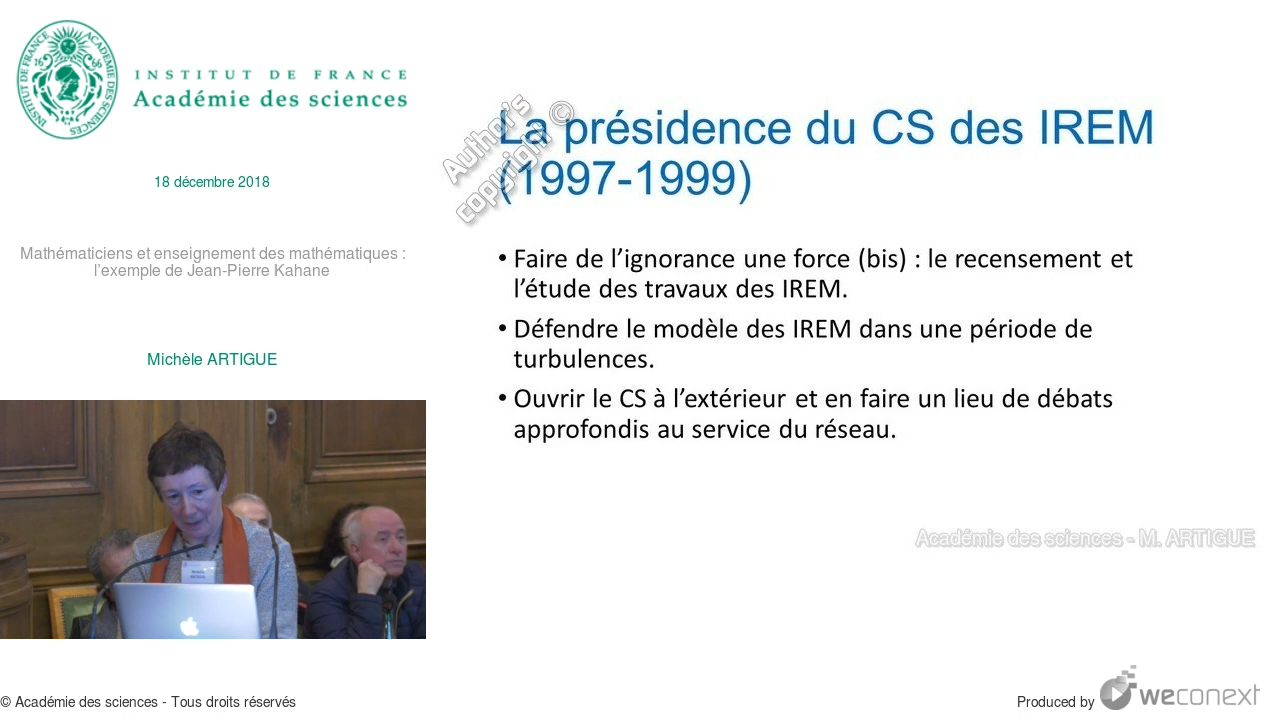 INSTITUT DE FRANCE
Académie des sciences
18 décembre 2018
Mathématiciens et enseignement des mathématiques :
l'exemple de Jean-Pierre Kahane
Michèle ARTIGUE
Author's
copyright ©
La présidence du CS des IREM
(1997-1999)
• Faire de l’ignorance une force (bis) : le recensement et
l’étude des travaux des IREM.
• Défendre le modèle des IREM dans une période de
turbulences.
• Ouvrir le CS à l’extérieur et en faire un lieu de débats
approfondis au service du réseau.
Académie des sciences - M. ARTIGUE
© Académie des sciences - Tous droits réservés
Produced by
weconext